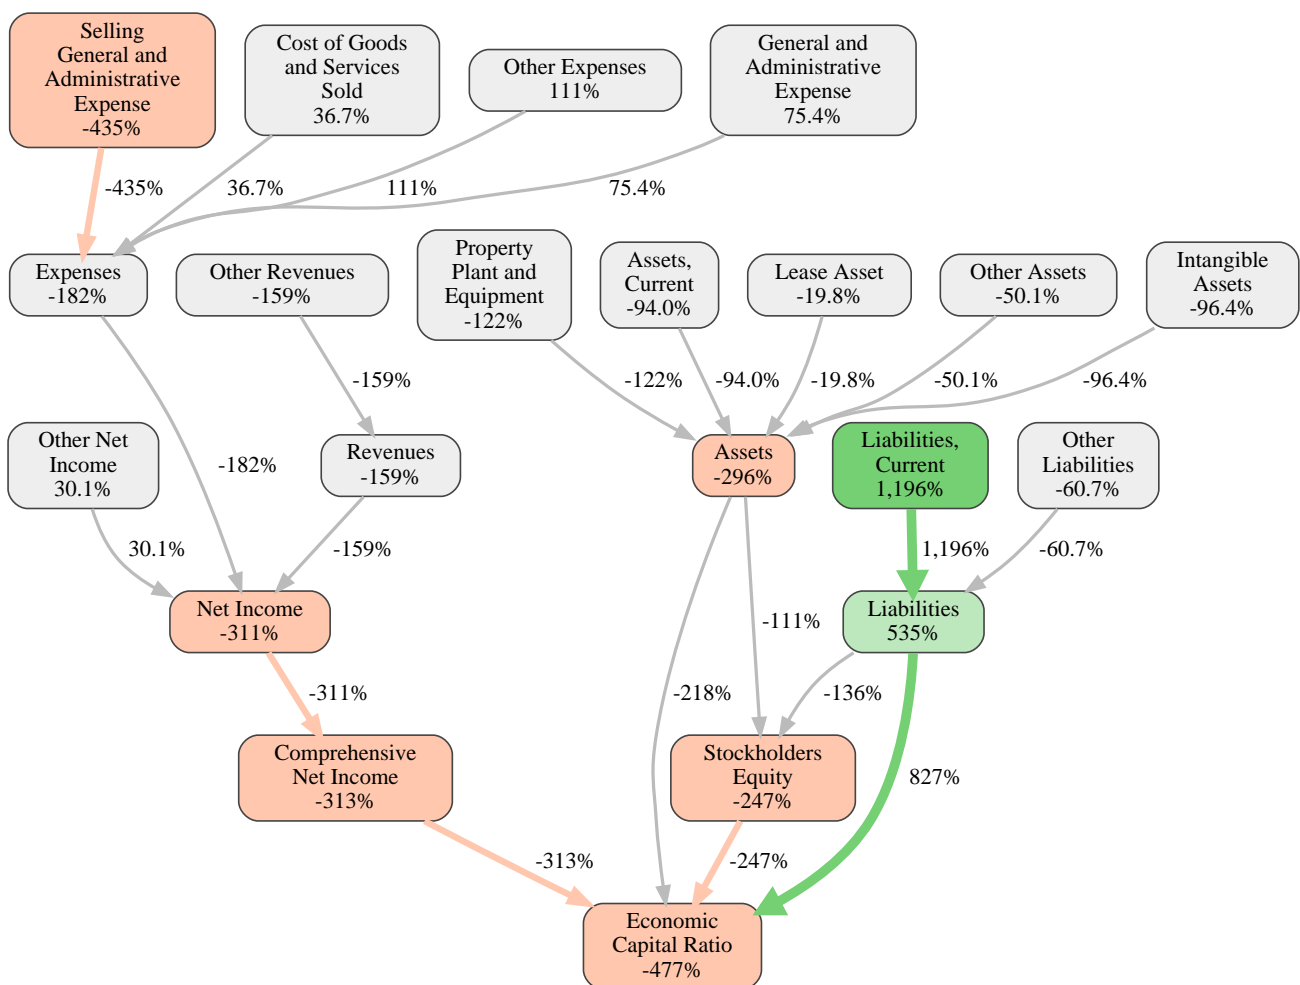 Selling
General and
Administrative
Expense
-435%
Cost of Goods
and Services
Sold
36.7%
Other Expenses
111%
General and
Administrative
Expense
75.4%
-435%
36.7%
111%
75.4%
Expenses
-182%
Other Revenues
-159%
Property
Plant and
Equipment
-122%
Assets,
Current
-94.0%
Lease Asset
-19.8%
Other Assets
-50.1%
Intangible
Assets
-96.4%
-159%
-122%
-94.0%
-19.8%
-50.1%
-96.4%
Other Net
Income
30.1%
-182%
Revenues
-159%
Assets
-296%
Liabilities,
Current
1,196%
Other
Liabilities
-60.7%
30.1%
-159%
1,196%
-60.7%
Net Income
-311%
-111%
Liabilities
535%
-311%
-218%
-136%
Comprehensive
Net Income
-313%
Stockholders
Equity
-247%
827%
-313%
-247%
Economic
Capital Ratio
-477%